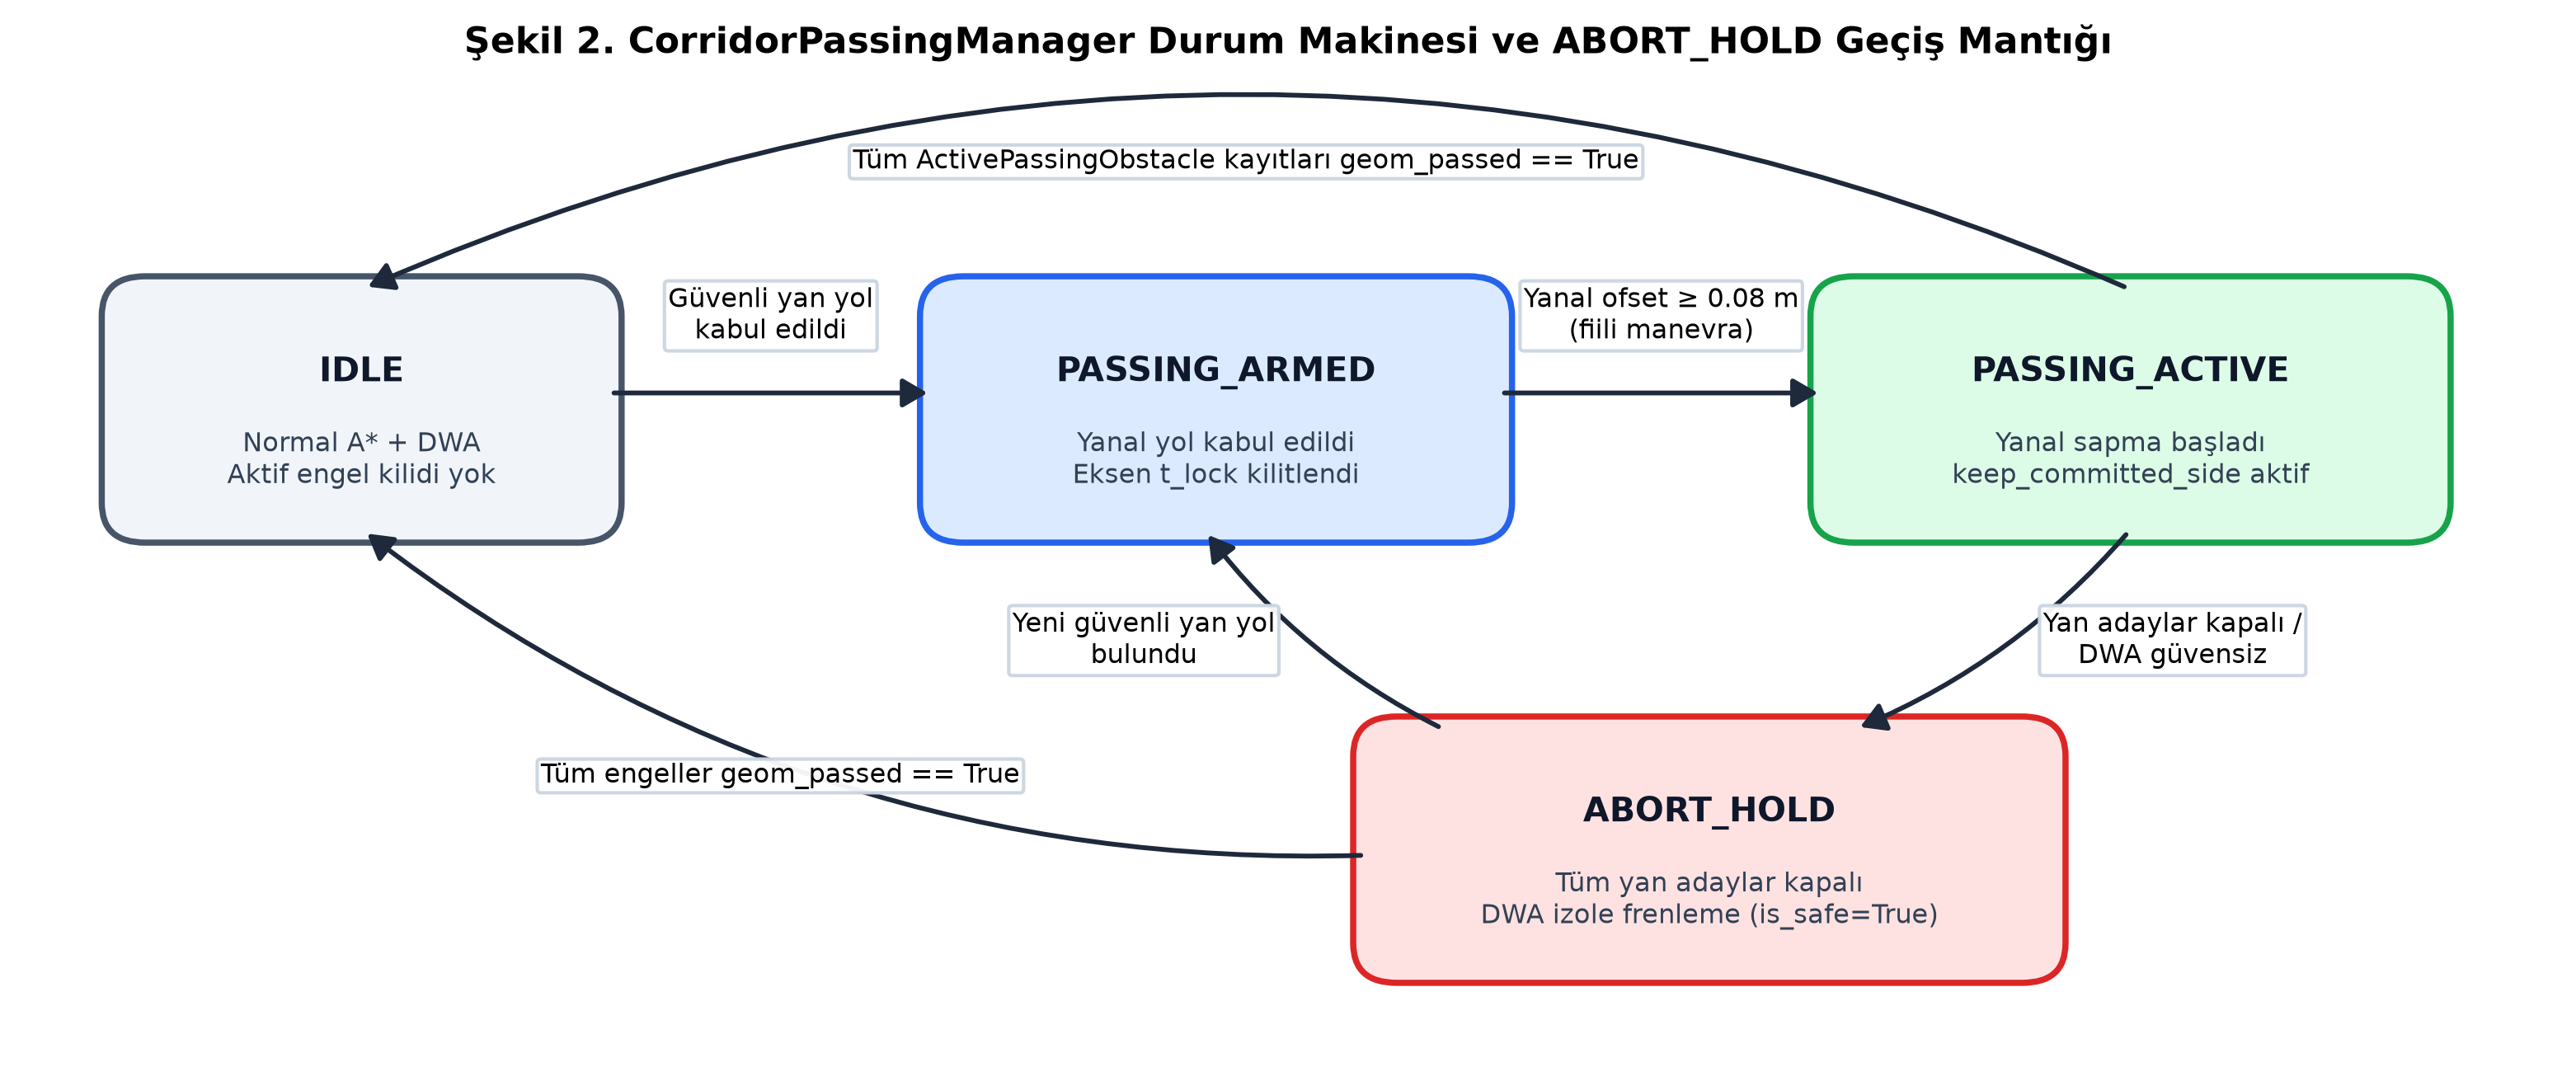 Şekil 2. CorridorPassingManager Durum Makinesi ve ABORT_HOLD Geçiş Mantığı
Tüm ActivePassingObstacle kayıtları geom_passed == True
Güvenli yan yol
kabul edildi
Yanal ofset ≥ 0.08 m
(fiili manevra)
IDLE
Normal A* + DWA
Aktif engel kilidi yok
PASSING_ARMED
Yanal yol kabul edildi
Eksen t_lock kilitlendi
PASSING_ACTIVE
Yanal sapma başladı
keep_committed_side aktif
Yeni güvenli yan yol
bulundu
Yan adaylar kapalı /
DWA güvensiz
Tüm engeller geom_passed == True
ABORT_HOLD
Tüm yan adaylar kapalı
DWA izole frenleme (is_safe=True)